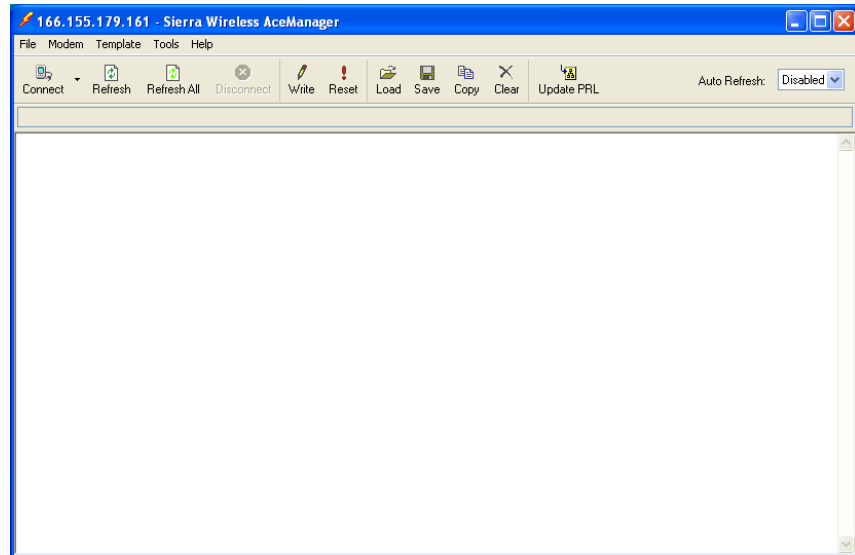 166.155.179.161 - Sierra Wireless AceManager
File Modem Template Tools Help
Connect Refresh Refresh All Disconnect Write Reset Load Save Copy Clear Update PRL Auto Refresh: Disabled